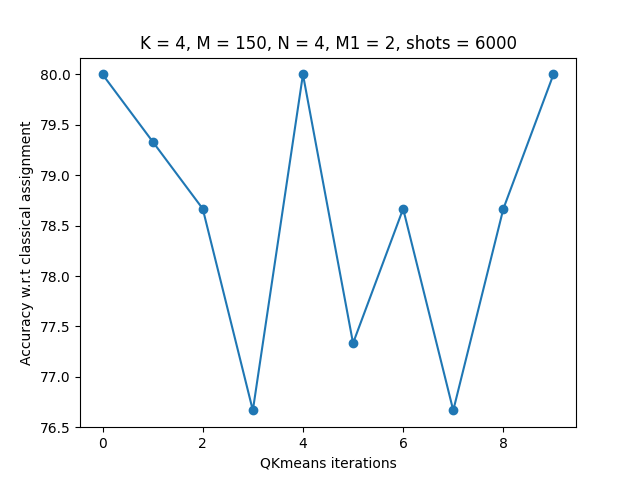 K = 4, M = 150, N = 4, M1 = 2, shots = 6000
80.0
79.5
79.0
78.5
78.0
77.5
77.0
76.5
Accuracy w.r.t classical assignment
0 2 4 6 8
QKmeans iterations